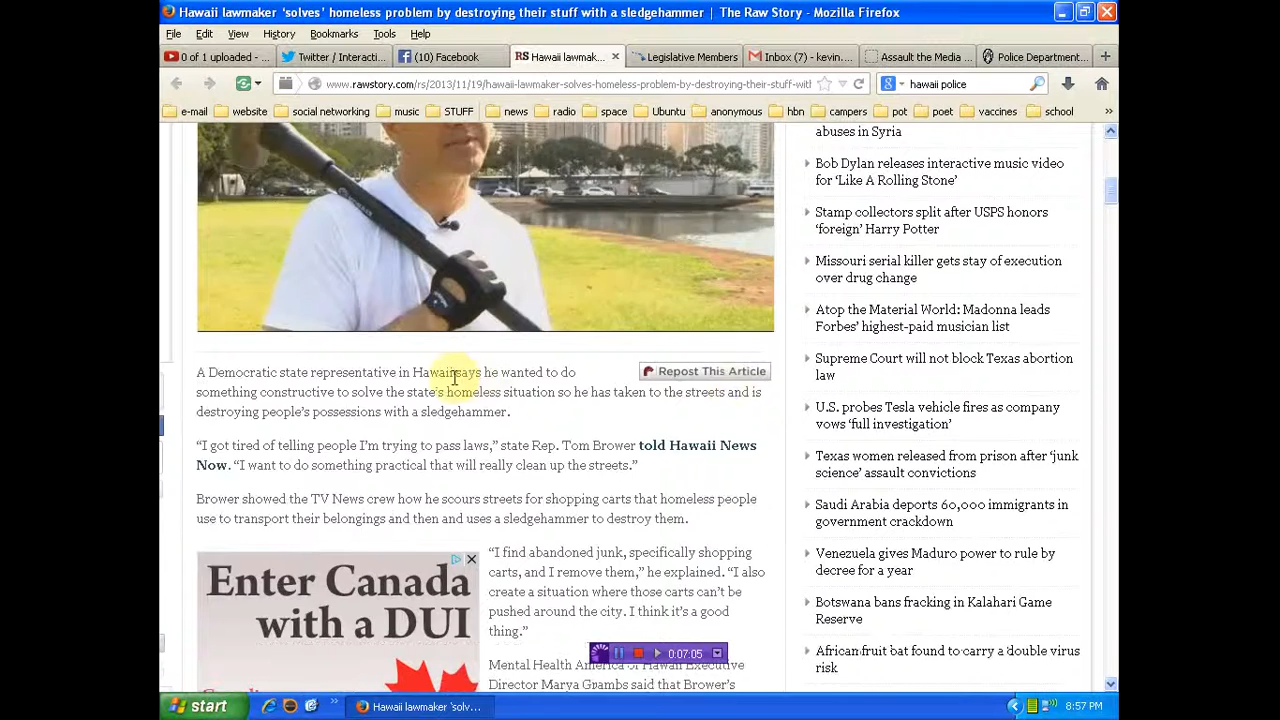 Hawaii lawmaker ‘solves’ homeless problem by destroying their stuff with a sledgehammer | The Raw Story - Mozilla Firefox
File Edit View History Bookmarks Tools Help
0 of 1 uploaded - ... Twitter / Interacti... (10) Facebook RS Hawaii lawmak... × Legislative Members Inbox (7) - kevin.... Assault the Media ... Police Department... +
www.rawstory.com/rs/2013/11/19/hawaii-lawmaker-solves-homeless-problem-by-destroying-their-stuff-witl hawaii police
e-mail website social networking music STUFF news radio space Ubuntu anonymous hbn campers pot poet vaccines school
A Democratic state representative in Hawaii says he wanted to do
something constructive to solve the state’s homeless situation so he has taken to the streets and is
destroying people’s possessions with a sledgehammer.
Repost This Article
“I got tired of telling people I’m trying to pass laws,” state Rep. Tom Brower told Hawaii News
Now. “I want to do something practical that will really clean up the streets.”
Brower showed the TV News crew how he scours streets for shopping carts that homeless people
use to transport their belongings and then and uses a sledgehammer to destroy them.
Enter Canada
with a DUI
“I find abandoned junk, specifically shopping
carts, and I remove them,” he explained. “I also
create a situation where those carts can’t be
pushed around the city. I think it’s a good
thing.”
Mental Health America of Hawaii Executive
Director Marya Grambs said that Brower’s
abuses in Syria
Bob Dylan releases interactive music video
for ‘Like A Rolling Stone’
Stamp collectors split after USPS honors
‘foreign’ Harry Potter
Missouri serial killer gets stay of execution
over drug change
Atop the Material World: Madonna leads
Forbes’ highest-paid musician list
Supreme Court will not block Texas abortion
law
U.S. probes Tesla vehicle fires as company
vows ‘full investigation’
Texas women released from prison after ‘junk
science’ assault convictions
Saudi Arabia deports 60,000 immigrants in
government crackdown
Venezuela gives Maduro power to rule by
decree for a year
Botswana bans fracking in Kalahari Game
Reserve
African fruit bat found to carry a double virus
risk
0:07:05
start » Hawaii lawmaker ‘solv... 8:57 PM